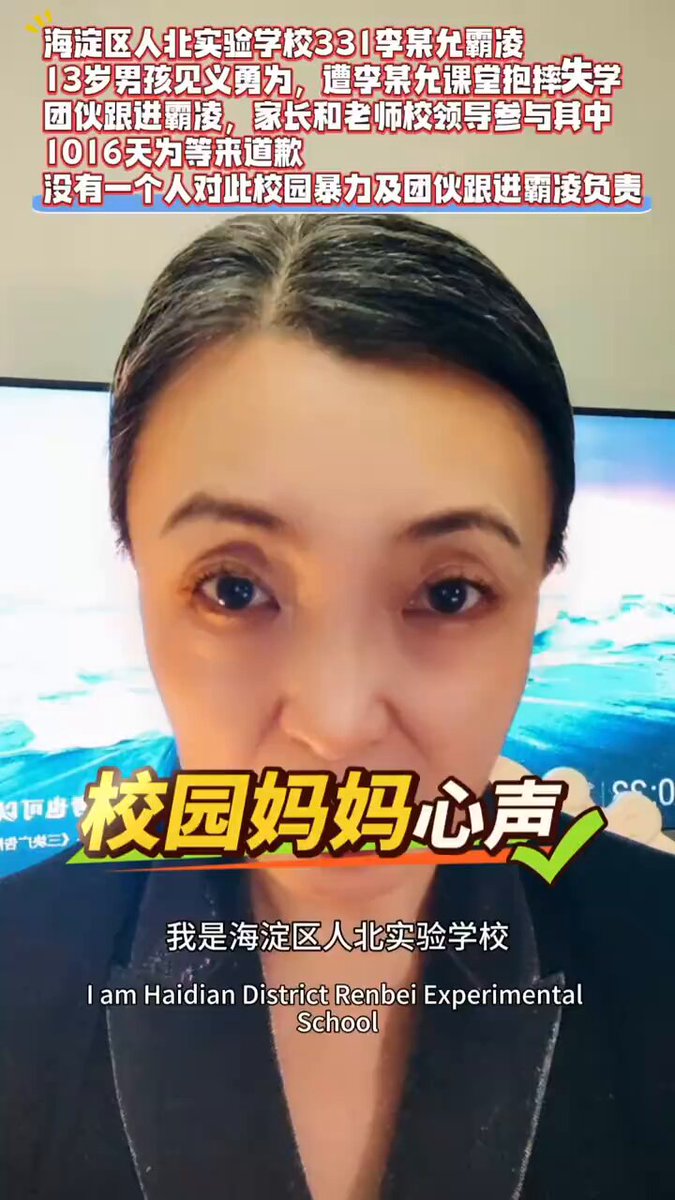 海淀区人北实验学校331李某允霸凌
13岁男孩见义勇为，遭李某允课堂抱摔失学
团伙跟进霸凌，家长和老师校领导参与其中
1016天为等来道歉
没有一个人对此校园暴力及团伙跟进霸凌负责
校园妈妈心声
我是海淀区人北实验学校
I am Haidian District Renbei Experimental
School